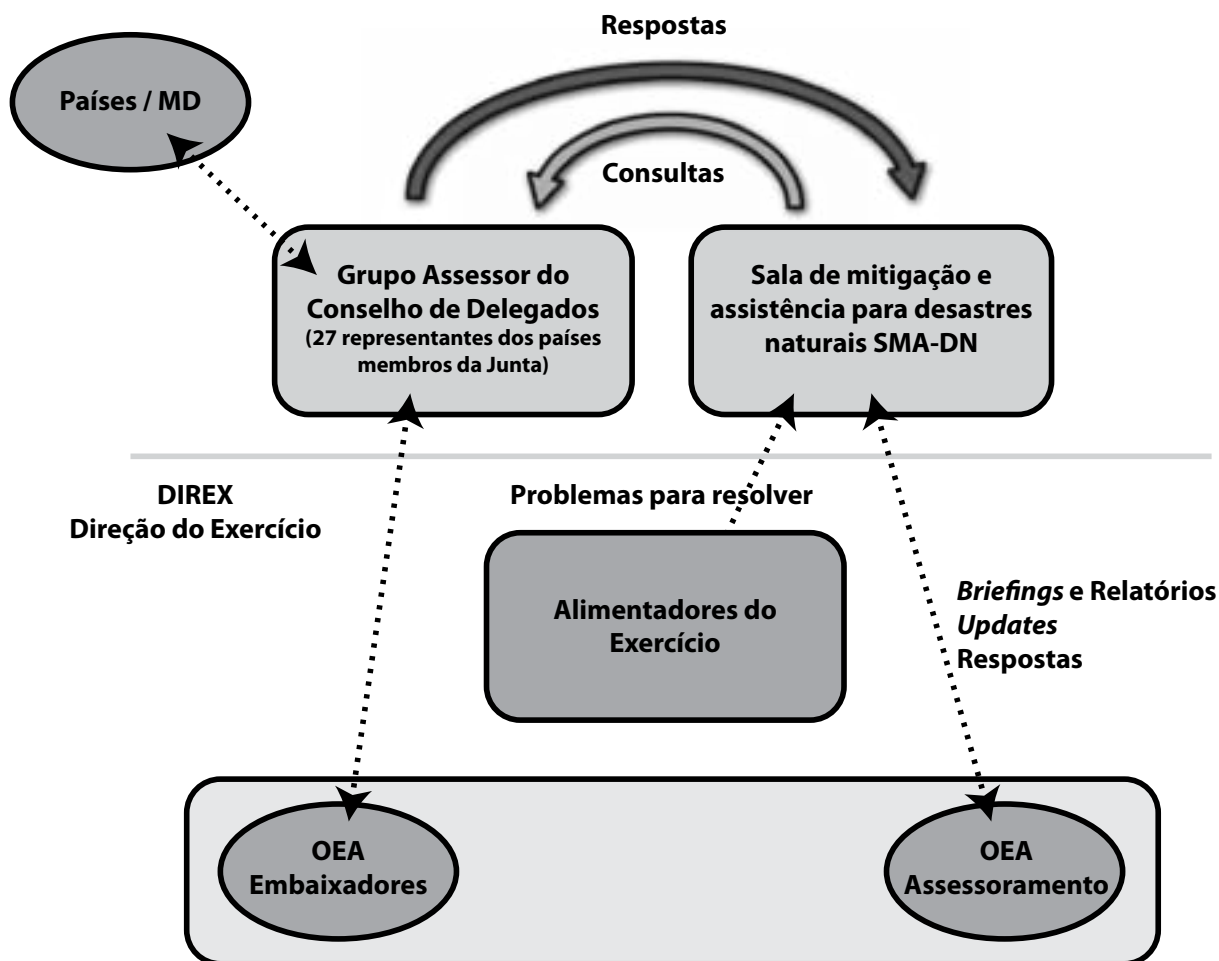 Respostas
Países / MD
Consultas
Grupo Assessor do
Conselho de Delegados
(27 representantes dos países
membros da Junta)
Sala de mitigação e
assistência para desastres
naturais SMA-DN
DIREX
Direção do Exercício
Problemas para resolver
Alimentadores do
Exercício
Briefings e Relatórios
Updates
Respostas
OEA
Embaixadores
OEA
Assessoramento